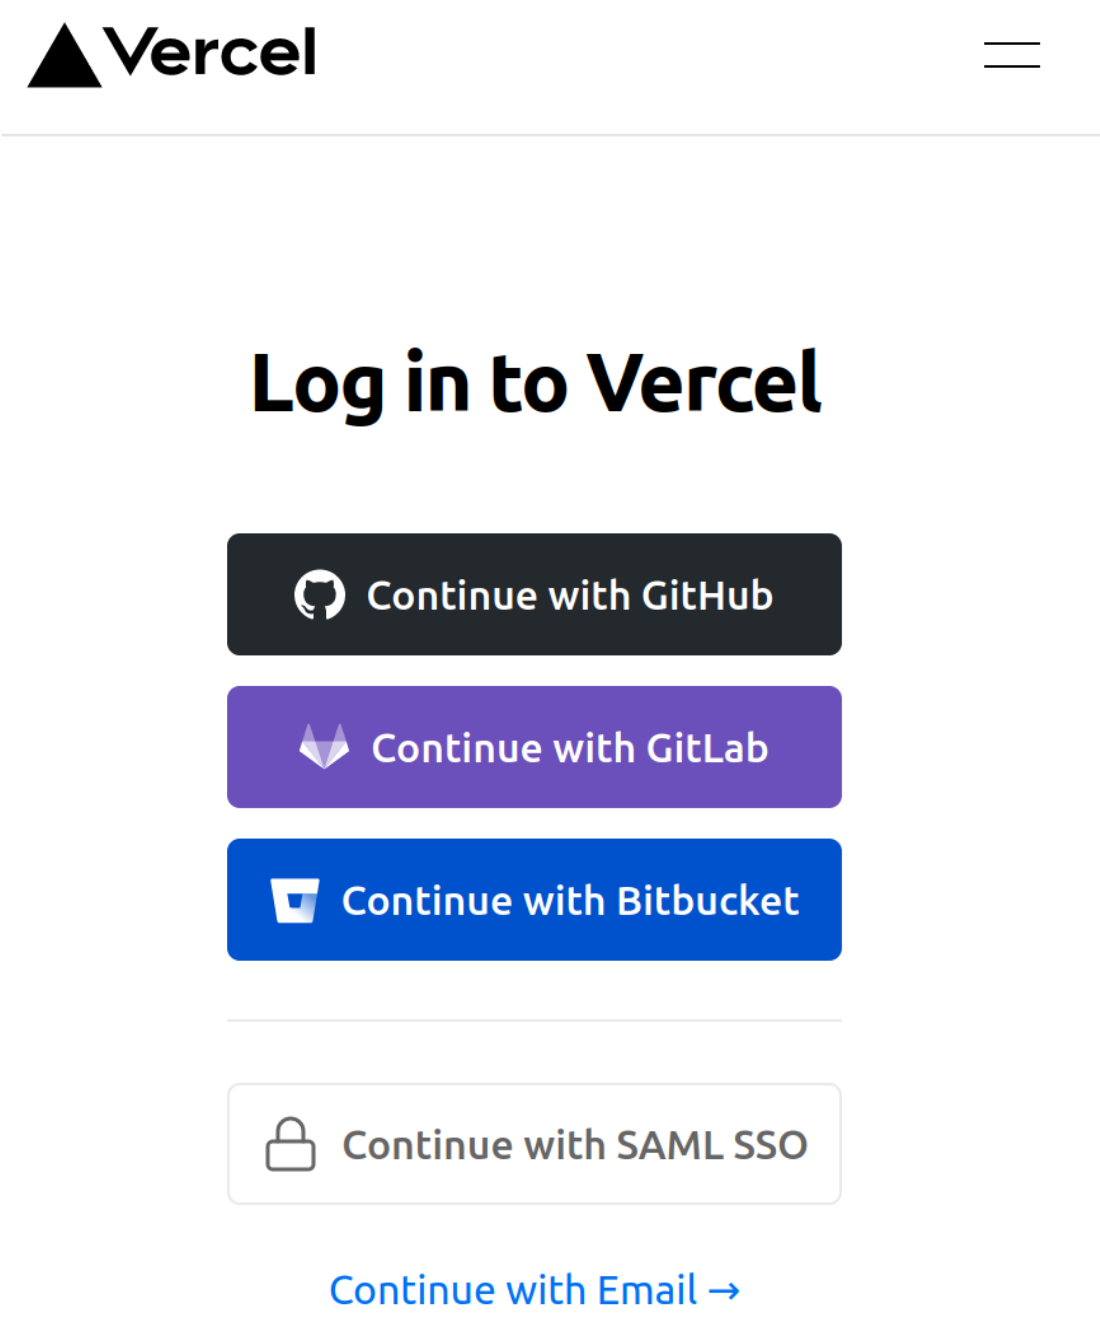 Vercel
Log in to Vercel
Continue with GitHub
Continue with GitLab
Continue with Bitbucket
Continue with SAML SSO
Continue with Email →